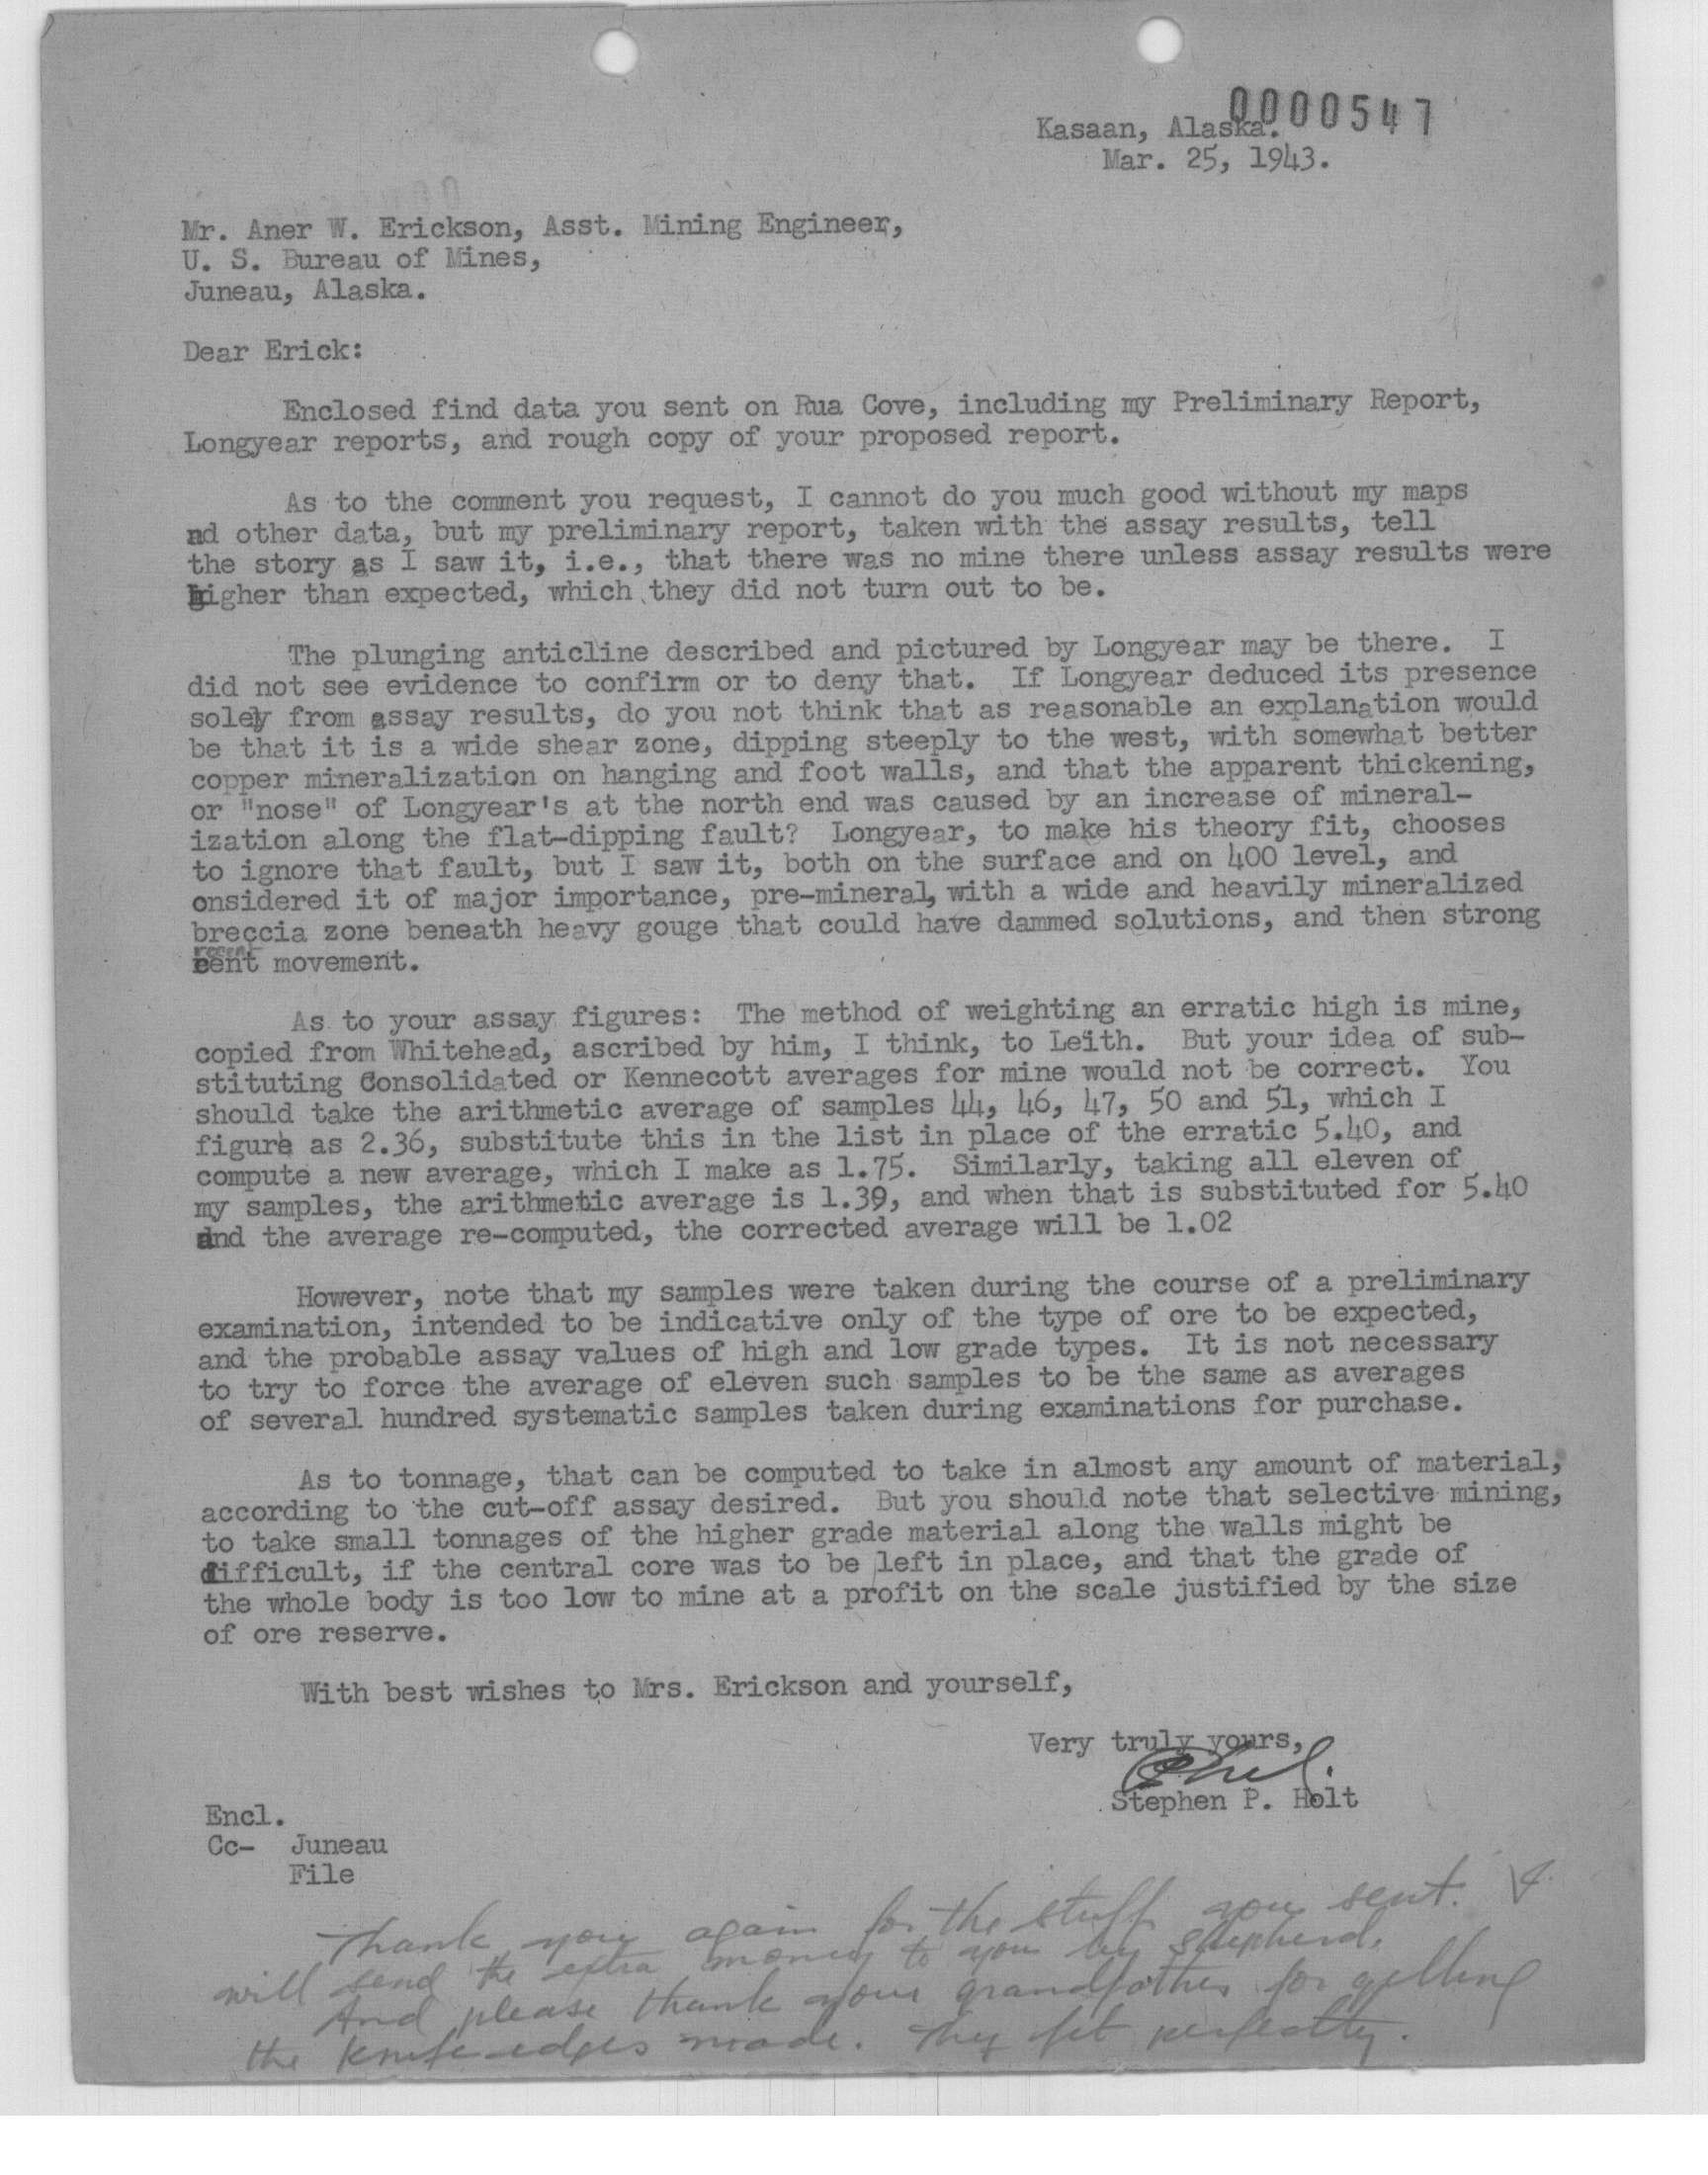 0000547
Kasaan, Alaska.
Mar. 25, 1943.
Mr. Aner W. Erickson, Asst. Mining Engineer,
U. S. Bureau of Mines,
Juneau, Alaska.
Dear Erick:
Enclosed find data you sent on Rua Cove, including my Preliminary Report,
Longyear reports, and rough copy of your proposed report.
As to the comment you request, I cannot do you much good without my maps
nd other data, but my preliminary report, taken with the assay results, tell
the story as I saw it, i.e., that there was no mine there unless assay results were
higher than expected, which they did not turn out to be.
The plunging anticline described and pictured by Longyear may be there. I
did not see evidence to confirm or to deny that. If Longyear deduced its presence
solely from assay results, do you not think that as reasonable an explanation would
be that it is a wide shear zone, dipping steeply to the west, with somewhat better
copper mineralization on hanging and foot walls, and that the apparent thickening,
or "nose" of Longyear's at the north end was caused by an increase of mineral-
ization along the flat-dipping fault? Longyear, to make his theory fit, chooses
to ignore that fault, but I saw it, both on the surface and on 400 level, and
onsidered it of major importance, pre-mineral, with a wide and heavily mineralized
breccia zone beneath heavy gouge that could have dammed solutions, and then strong
recent
cent movement.
As to your assay figures: The method of weighting an erratic high is mine,
copied from Whitehead, ascribed by him, I think, to Leith. But your idea of sub-
stituting Consolidated or Kennecott averages for mine would not be correct. You
should take the arithmetic average of samples 44, 46, 47, 50 and 51, which I
figure as 2.36, substitute this in the list in place of the erratic 5.40, and
compute a new average, which I make as 1.75. Similarly, taking all eleven of
my samples, the arithmetic average is 1.39, and when that is substituted for 5.40
and the average re-computed, the corrected average will be 1.02
However, note that my samples were taken during the course of a preliminary
examination, intended to be indicative only of the type of ore to be expected,
and the probable assay values of high and low grade types. It is not necessary
to try to force the average of eleven such samples to be the same as averages
of several hundred systematic samples taken during examinations for purchase.
As to tonnage, that can be computed to take in almost any amount of material,
according to the cut-off assay desired. But you should note that selective mining,
to take small tonnages of the higher grade material along the walls might be
difficult, if the central core was to be left in place, and that the grade of
the whole body is too low to mine at a profit on the scale justified by the size
of ore reserve.
With best wishes to Mrs. Erickson and yourself,
Very truly yours,
Phil.
Stephen P. Holt
Encl.
Cc- Juneau
File
Thank you again for the stuff you sent. I
will send the extra money to you by Shepherd.
And please thank your grandfather for getting
the knife-edges made. They fit perfectly.